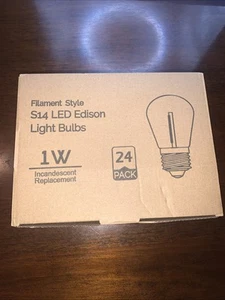 Filament Style
S14 LED Edison
Light Bulbs
1W
Incandescent
Replacement
24
PACK